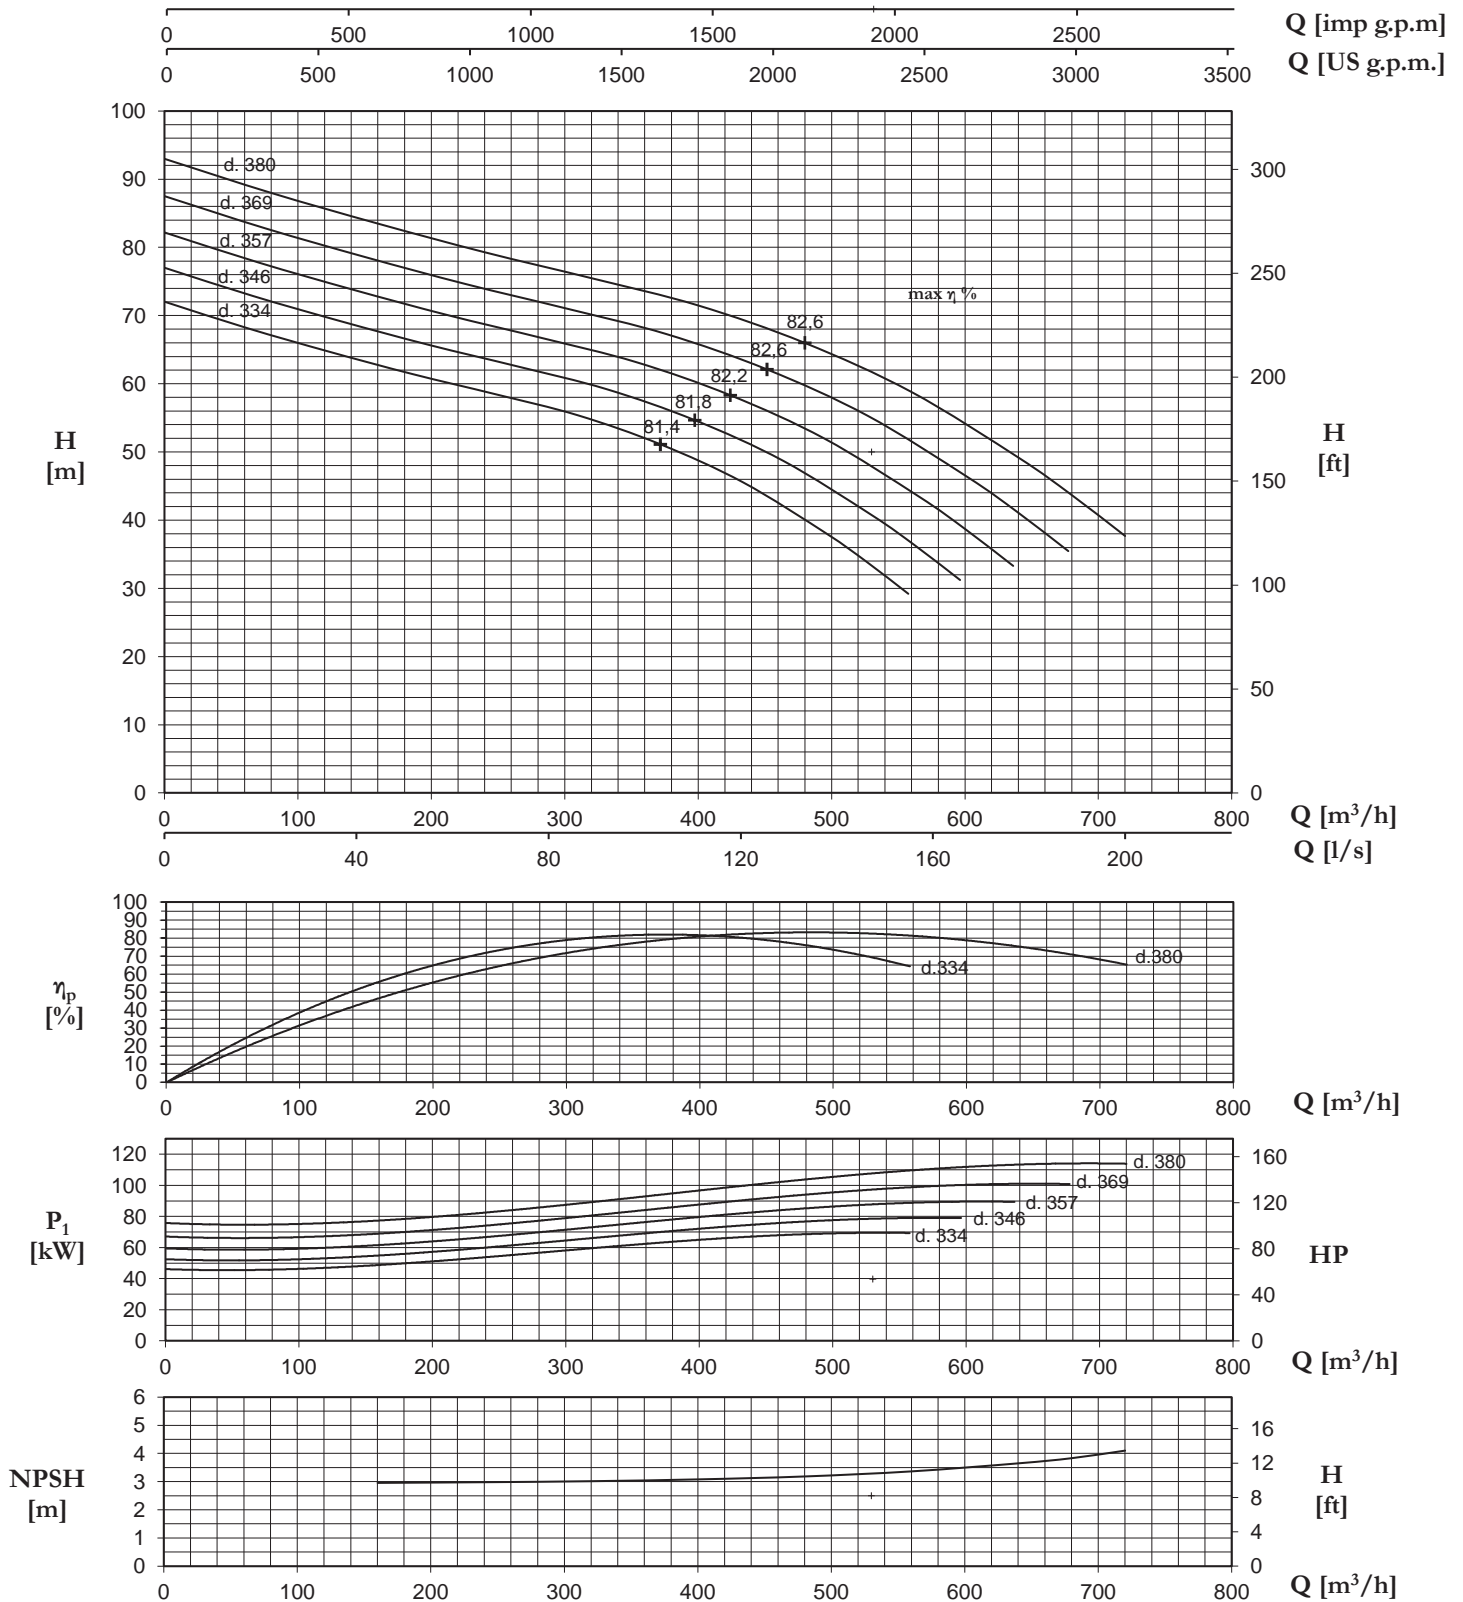 0 500 1000 1500 2000 2500 Q [imp g.p.m]
0 500 1000 1500 2000 2500 3000 3500 Q [US g.p.m.]
100
90
80
70
60
50
40
30
20
10
0
H
[m]
d. 380
d. 369
d. 357
d. 346
d. 334
max η %
82,6
82,6
82,2
81,8
81,4
300
250
200
150
100
50
0
H
[ft]
0 100 200 300 400 500 600 700 800 Q [m³/h]
0 40 80 120 160 200 Q [l/s]
100
90
80
70
60
50
40
30
20
10
0
ηp
[%]
d.334
d.380
0 100 200 300 400 500 600 700 800 Q [m³/h]
120
100
80
60
40
20
0
P₁
[kW]
d. 380
d. 369
d. 357
d. 346
d. 334
160
120
80
40
0
HP
0 100 200 300 400 500 600 700 800 Q [m³/h]
6
5
4
3
2
1
0
NPSH
[m]
16
12
8
4
0
H
[ft]
0 100 200 300 400 500 600 700 800 Q [m³/h]